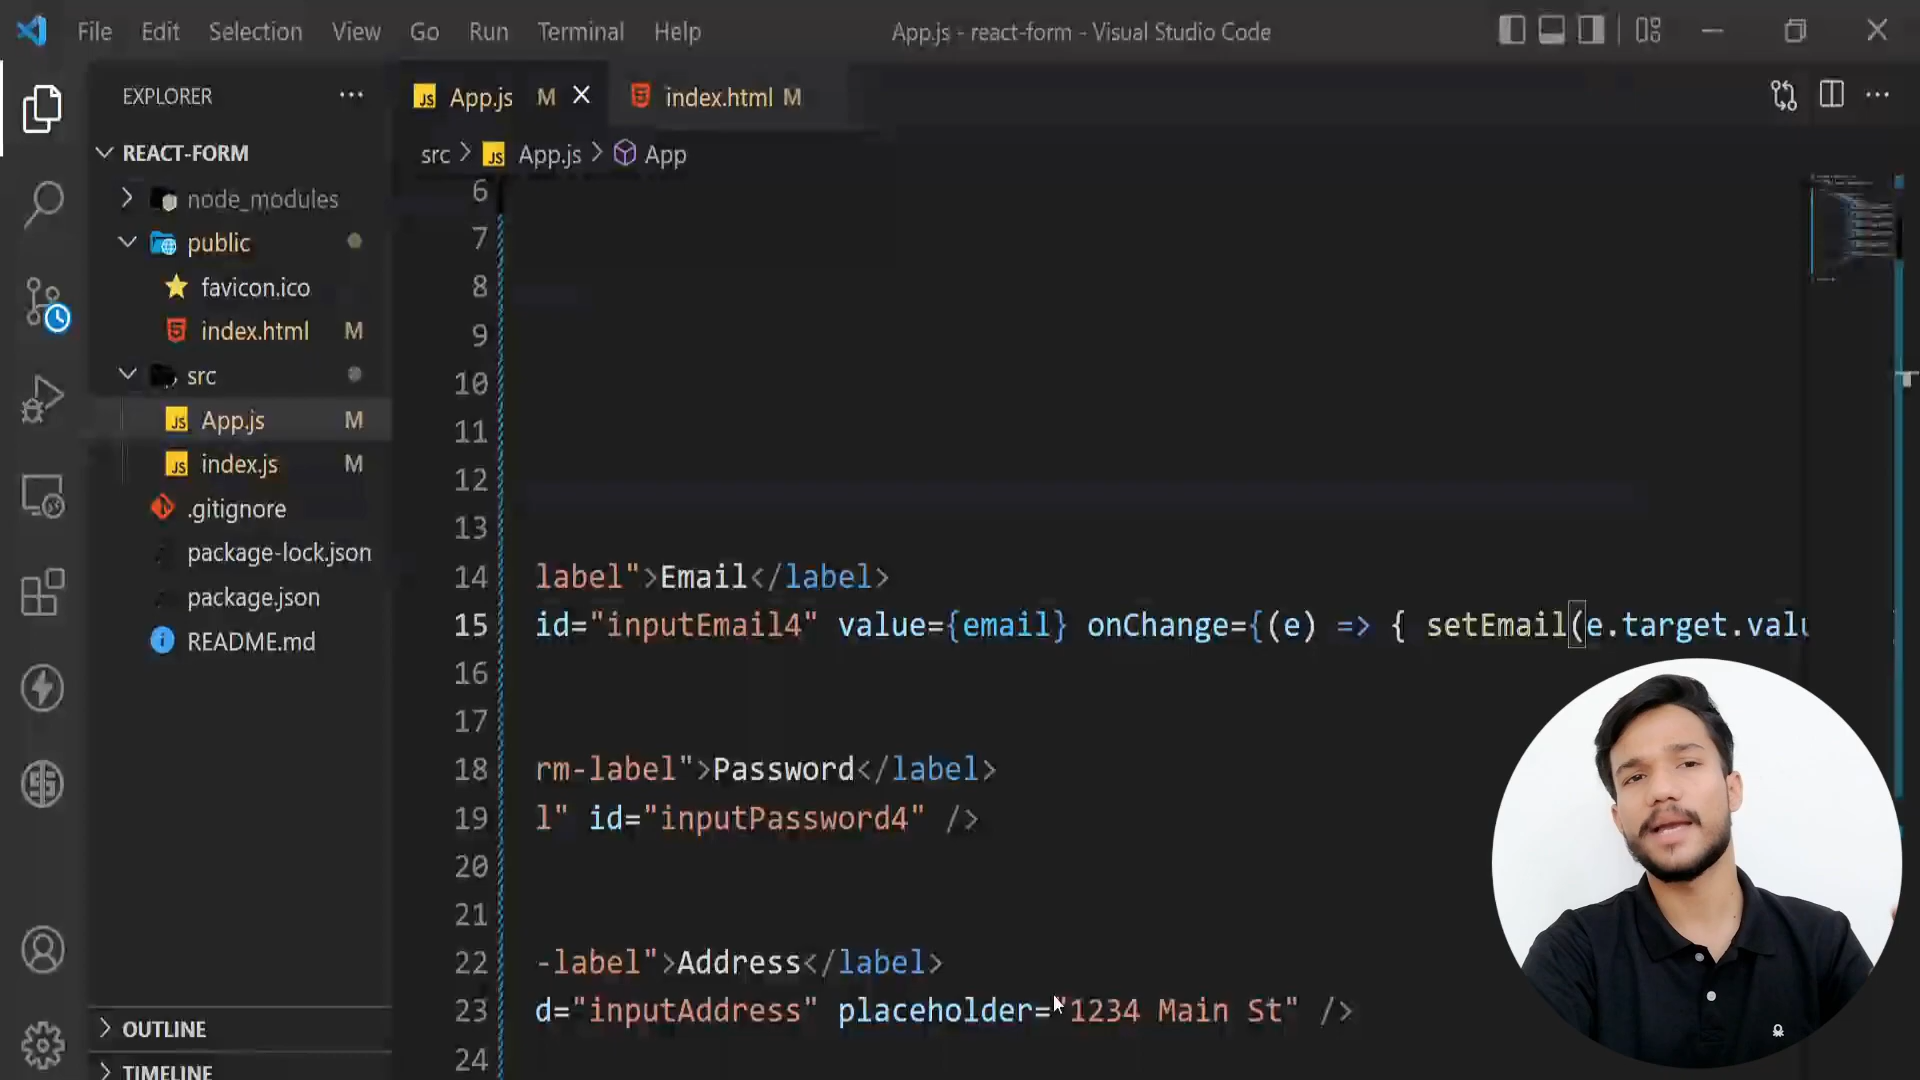 File Edit Selection View Go Run Terminal Help
App.js - react-form - Visual Studio Code
EXPLORER
REACT-FORM
node_modules
public
favicon.ico
index.html M
src
App.js M
index.js M
.gitignore
package-lock.json
package.json
README.md
OUTLINE
TIMELINE
JS App.js M
index.html M
src > JS App.js > App
6
7
8
9
10
11
12
13
14 label">Email</label>
15 id="inputEmail4" value={email} onChange={(e) => { setEmail(e.target.valu
16
17
18 rm-label">Password</label>
19 l" id="inputPassword4" />
20
21
22 -label">Address</label>
23 d="inputAddress" placeholder="1234 Main St" />
24